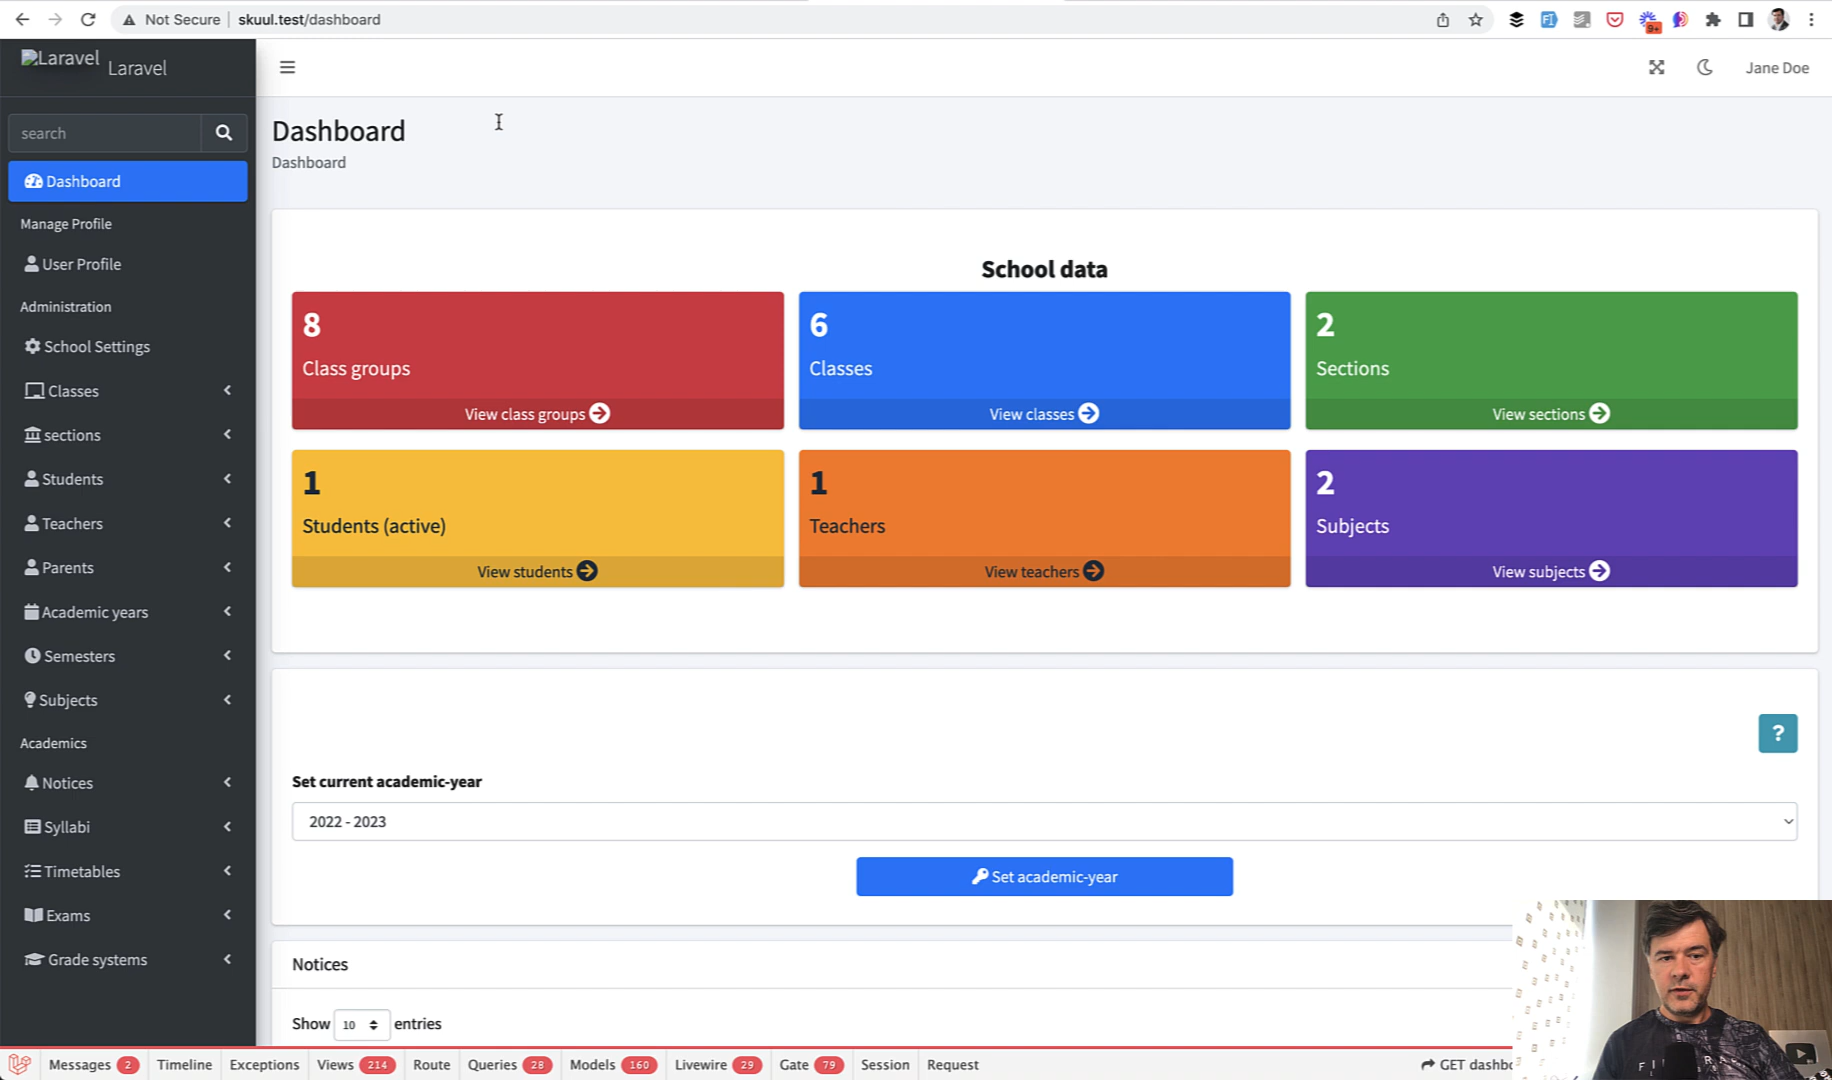 Not Secure
skuul.test/dashboard
FI
9+
Laravel
Laravel
Jane Doe
search
Dashboard
Manage Profile
User Profile
Administration
School Settings
Classes
sections
Students
Teachers
Parents
Academic years
Semesters
Subjects
Academics
Notices
Syllabi
Timetables
Exams
Grade systems
Dashboard
Dashboard
School data
8
Class groups
View class groups
6
Classes
View classes
2
Sections
View sections
1
Students (active)
View students
1
Teachers
View teachers
2
Subjects
View subjects
?
Set current academic-year
2022 - 2023
Set academic-year
Notices
Show 10 entries
Messages 2
Timeline
Exceptions
Views 214
Route
Queries 28
Models 160
Livewire 29
Gate 79
Session
Request
GET dashbo